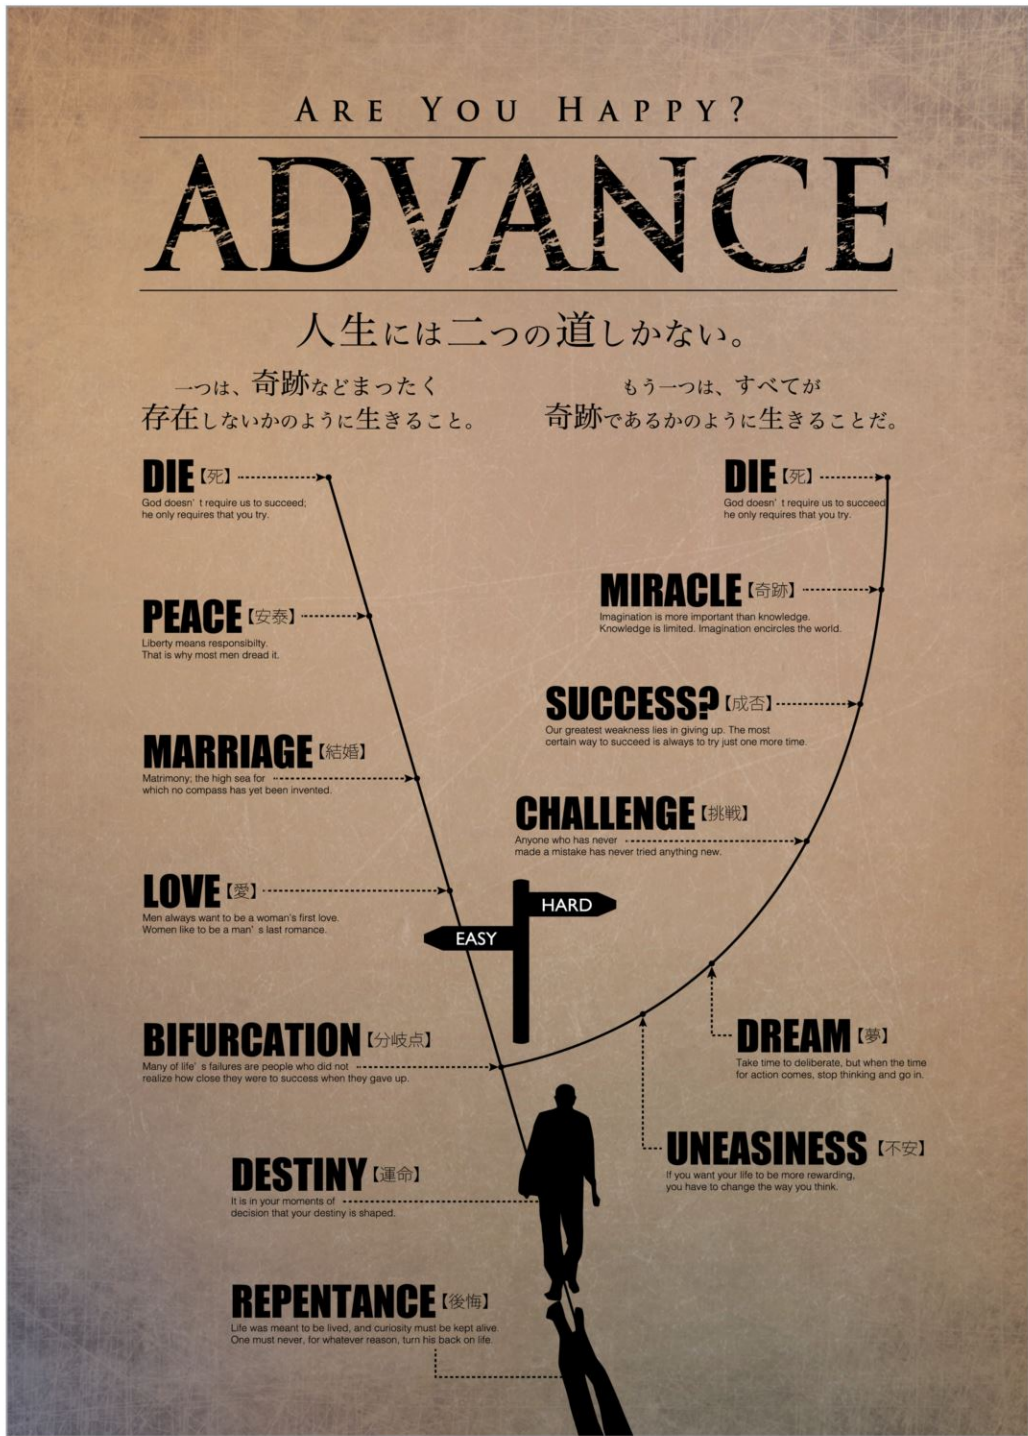 ARE YOU HAPPY?
ADVANCE
人生には二つの道しかない。
一つは、奇跡などまったく
存在しないかのように生きること。
もう一つは、すべてが
奇跡であるかのように生きることだ。
DIE【死】
God doesn’ t require us to succeed;
he only requires that you try.
PEACE【安泰】
Liberty means responsibilty.
That is why most men dread it.
MARRIAGE【結婚】
Matrimony; the high sea for
which no compass has yet been invented.
LOVE【愛】
Men always want to be a woman's first love.
Women like to be a man’ s last romance.
DIE【死】
God doesn’ t require us to succeed
he only requires that you try.
MIRACLE【奇跡】
Imagination is more important than knowledge.
Knowledge is limited. Imagination encircles the world.
SUCCESS?【成否】
Our greatest weakness lies in giving up. The most
certain way to succeed is always to try just one more time.
CHALLENGE【挑戦】
Anyone who has never
made a mistake has never tried anything new.
HARD
EASY
BIFURCATION【分岐点】
Many of life’ s failures are people who did not
realize how close they were to success when they gave up.
DREAM【夢】
Take time to deliberate, but when the time
for action comes, stop thinking and go in.
UNEASINESS【不安】
If you want your life to be more rewarding,
you have to change the way you think.
DESTINY【運命】
It is in your moments of
decision that your destiny is shaped.
REPENTANCE【後悔】
Life was meant to be lived, and curiosity must be kept alive.
One must never, for whatever reason, turn his back on life.